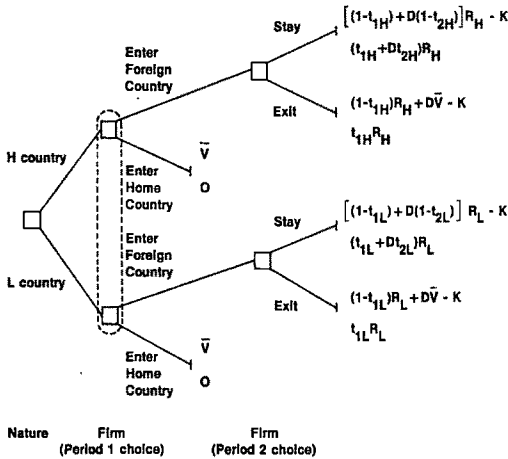 Stay
[(1-t1H)+D(1-t2H)]RH - K
Enter
Foreign
Country
(t1H+Dt2H)RH
Exit
(1-t1H)RH+DV̄ - K
t1HRH
H country
V̄
O
Enter
Home
Country
Enter
Foreign
Country
Stay
[(1-t1L)+D(1-t2L)] RL - K
(t1L+Dt2L)RL
L country
Exit
(1-t1L)RL+DV̄ - K
t1LRL
Enter
Home
Country
V̄
O
Nature
Firm
(Period 1 choice)
Firm
(Period 2 choice)